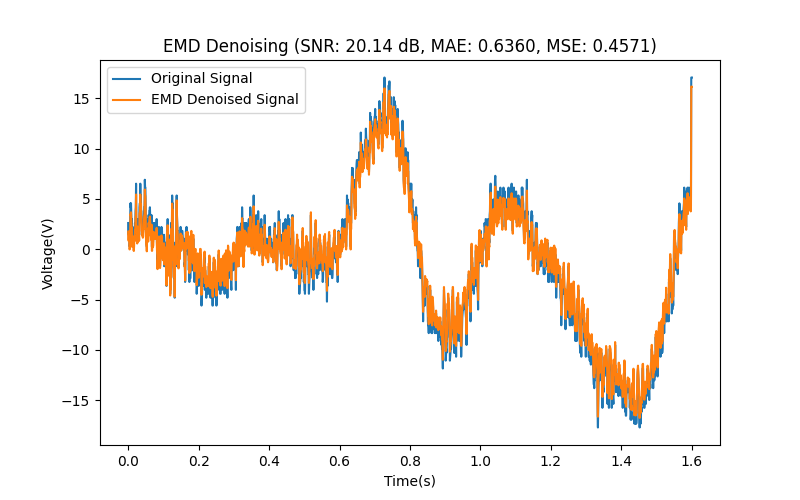 EMD Denoising (SNR: 20.14 dB, MAE: 0.6360, MSE: 0.4571)
Original Signal
EMD Denoised Signal
Voltage(V)
15
10
5
0
−5
−10
−15
0.0 0.2 0.4 0.6 0.8 1.0 1.2 1.4 1.6
Time(s)